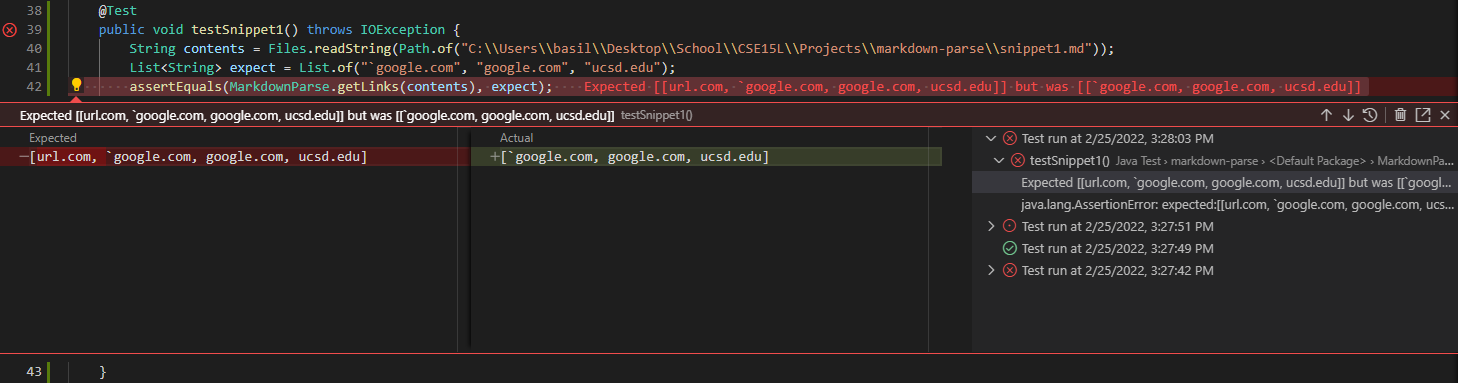 38 @Test
39 public void testSnippet1() throws IOException {
40 String contents = Files.readString(Path.of("C:\\Users\\basil\\Desktop\\School\\CSE15L\\Projects\\markdown-parse\\snippet1.md"));
41 List<String> expect = List.of("`google.com", "google.com", "ucsd.edu");
42 assertEquals(MarkdownParse.getLinks(contents), expect); Expected [[url.com, `google.com, google.com, ucsd.edu]] but was [[`google.com, google.com, ucsd.edu]]
Expected [[url.com, `google.com, google.com, ucsd.edu]] but was [[`google.com, google.com, ucsd.edu]] testSnippet1()
Expected
Actual
−[url.com, `google.com, google.com, ucsd.edu]
+[`google.com, google.com, ucsd.edu]
Test run at 2/25/2022, 3:28:03 PM
testSnippet1() Java Test › markdown-parse › <Default Package> › MarkdownPa...
Expected [[url.com, `google.com, google.com, ucsd.edu]] but was [[`googl...
java.lang.AssertionError: expected:[[url.com, `google.com, google.com, ucs...
Test run at 2/25/2022, 3:27:51 PM
Test run at 2/25/2022, 3:27:49 PM
Test run at 2/25/2022, 3:27:42 PM
43 }